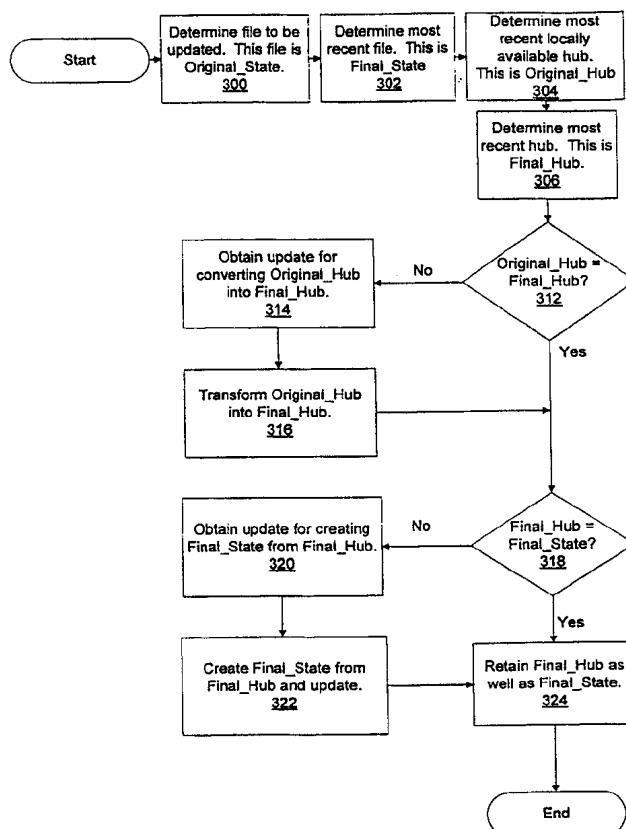 Start
Determine file to be
updated. This file is
Original_State.
300
Determine most
recent file. This is
Final_State
302
Determine most
recent locally
available hub.
This is Original_Hub
304
Determine most
recent hub. This is
Final_Hub.
306
Original_Hub =
Final_Hub?
312
No
Yes
Obtain update for
converting Original_Hub
into Final_Hub.
314
Transform Original_Hub
into Final_Hub.
316
Final_Hub =
Final_State?
318
No
Yes
Obtain update for creating
Final_State from Final_Hub.
320
Create Final_State from
Final_Hub and update.
322
Retain Final_Hub as
well as Final_State.
324
End